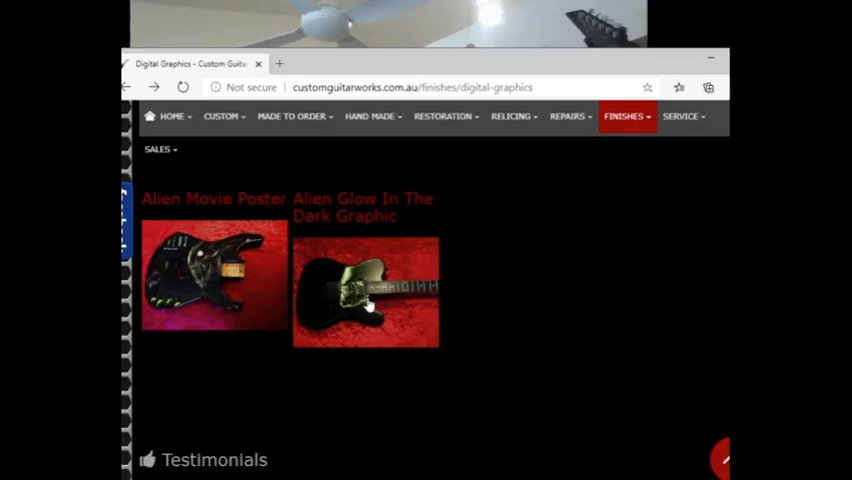 Digital Graphics - Custom Guita
Not secure | customguitarworks.com.au/finishes/digital-graphics
HOME CUSTOM MADE TO ORDER HAND MADE RESTORATION RELICING REPAIRS FINISHES SERVICE
SALES
Alien Movie Poster
Alien Glow In The
Dark Graphic
Testimonials